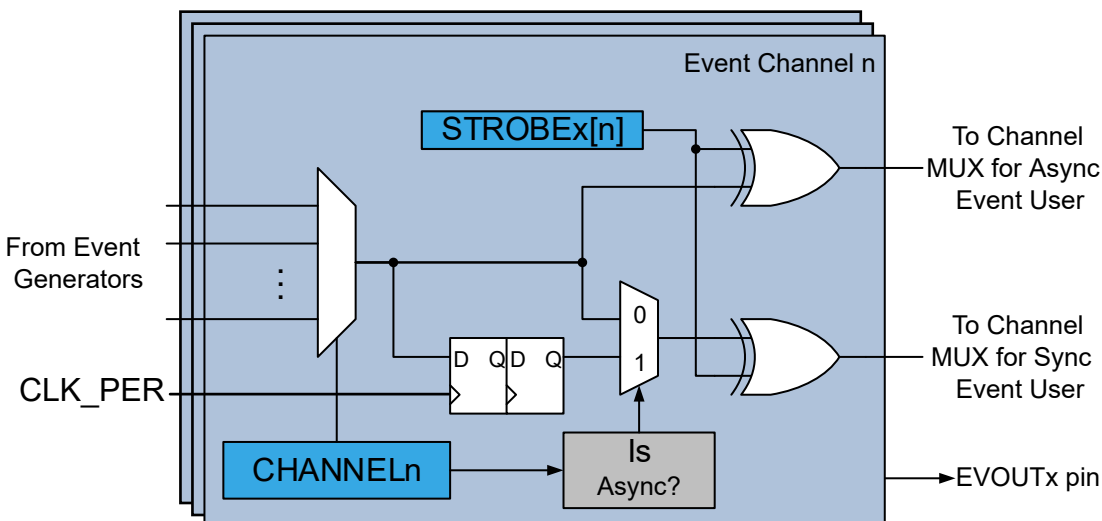 Event Channel n
STROBEx[n]
To Channel
MUX for Async
Event User
From Event
Generators
0
1
To Channel
MUX for Sync
Event User
D Q D Q
CLK_PER
CHANNELn
Is
Async?
EVOUTx pin